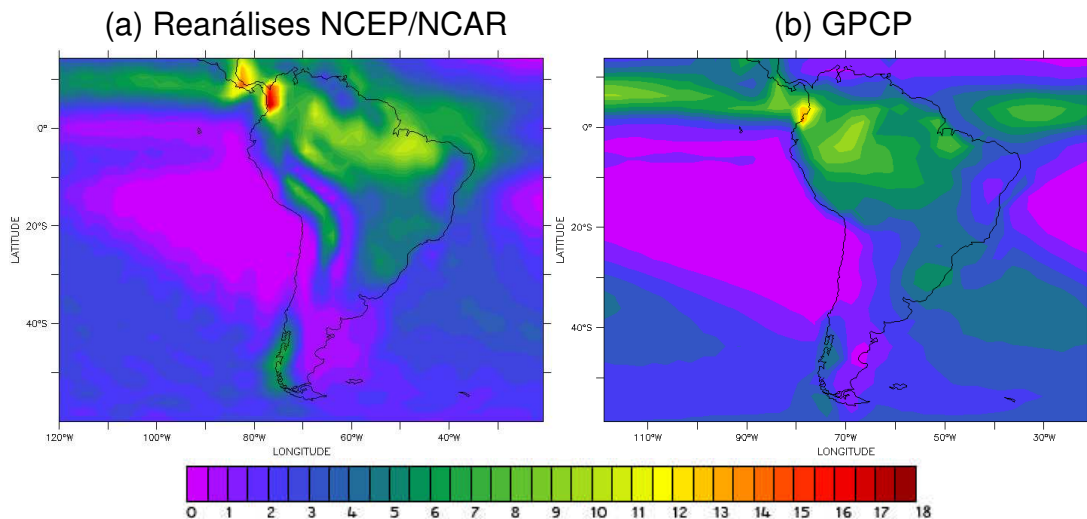 (a) Reanálises NCEP/NCAR
(b) GPCP
0°
20°S
40°S
LATITUDE
120°W 100°W 80°W 60°W 40°W
LONGITUDE
0°
20°S
40°S
LATITUDE
110°W 90°W 70°W 50°W 30°W
LONGITUDE
0 1 2 3 4 5 6 7 8 9 10 11 12 13 14 15 16 17 18